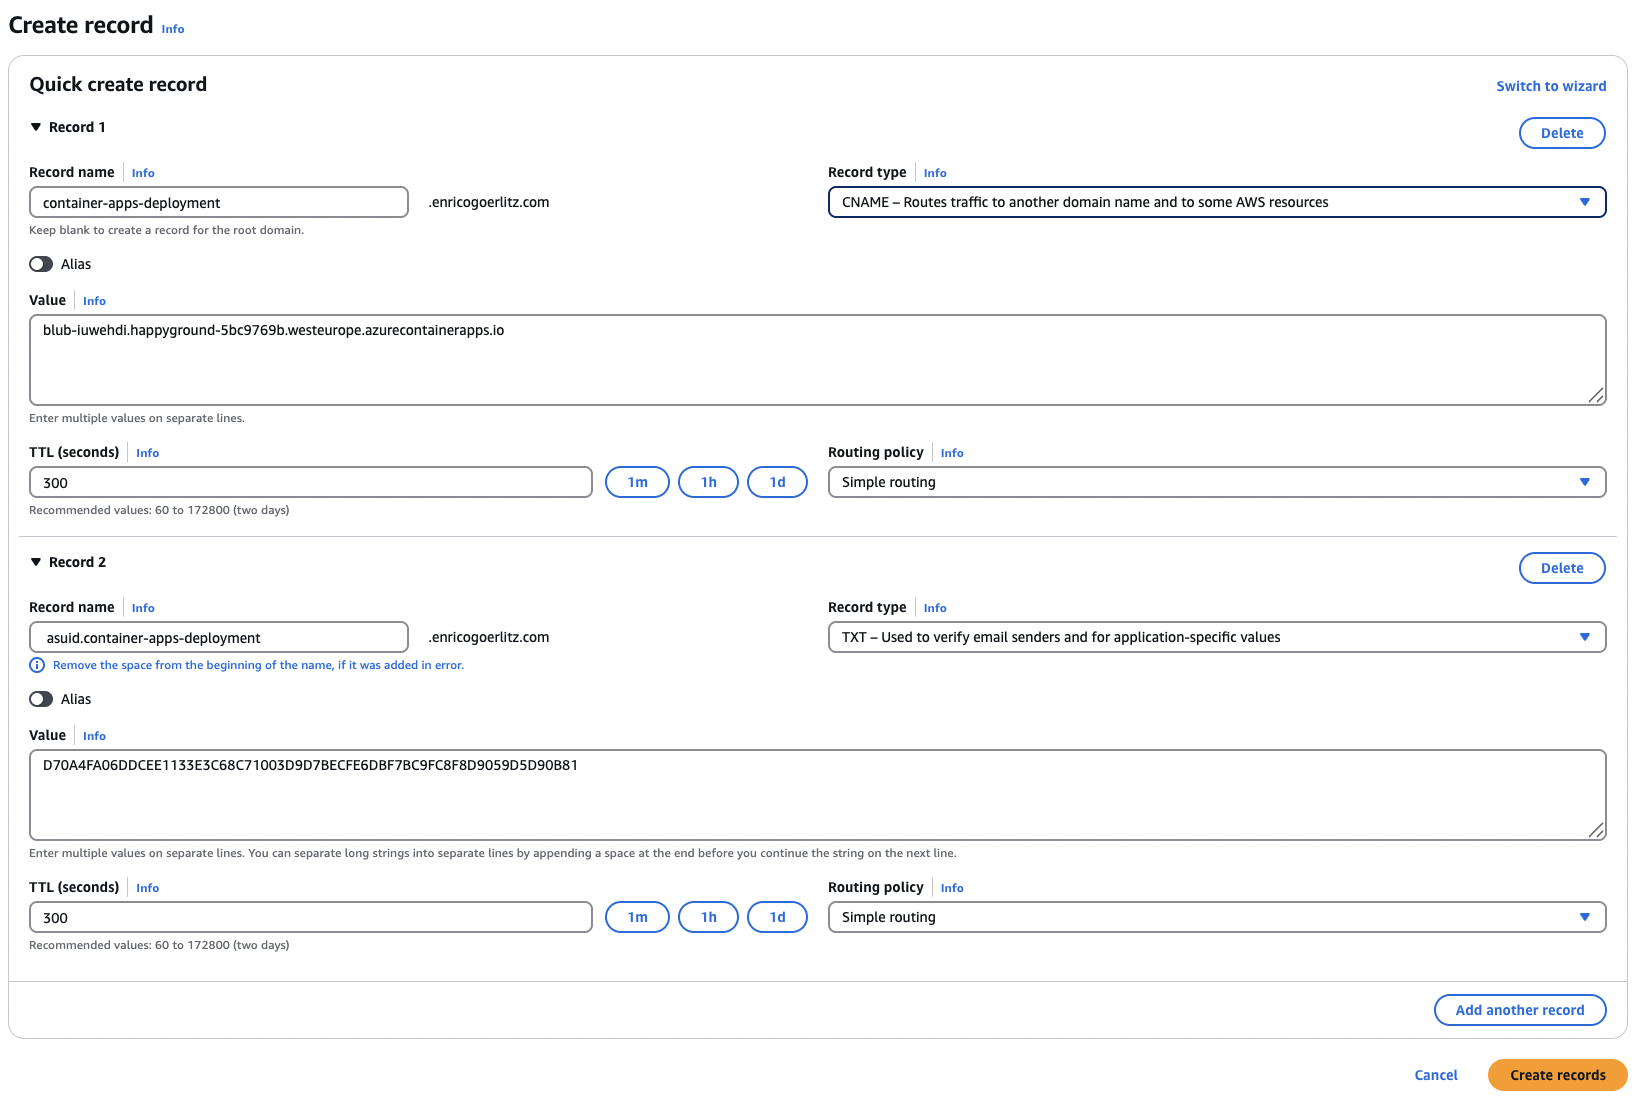 Create record Info
Quick create record
Switch to wizard
Record 1
Delete
Record name Info
Record type Info
container-apps-deployment .enricogoerlitz.com
CNAME – Routes traffic to another domain name and to some AWS resources
Keep blank to create a record for the root domain.
Alias
Value Info
blub-iuwehdi.happyground-5bc9769b.westeurope.azurecontainerapps.io
Enter multiple values on separate lines.
TTL (seconds) Info
Routing policy Info
300 1m 1h 1d
Simple routing
Recommended values: 60 to 172800 (two days)
Record 2
Delete
Record name Info
Record type Info
asuid.container-apps-deployment .enricogoerlitz.com
TXT – Used to verify email senders and for application-specific values
Remove the space from the beginning of the name, if it was added in error.
Alias
Value Info
D70A4FA06DDCEE1133E3C68C71003D9D7BECFE6DBF7BC9FC8F8D9059D5D90B81
Enter multiple values on separate lines. You can separate long strings into separate lines by appending a space at the end before you continue the string on the next line.
TTL (seconds) Info
Routing policy Info
300 1m 1h 1d
Simple routing
Recommended values: 60 to 172800 (two days)
Add another record
Cancel
Create records